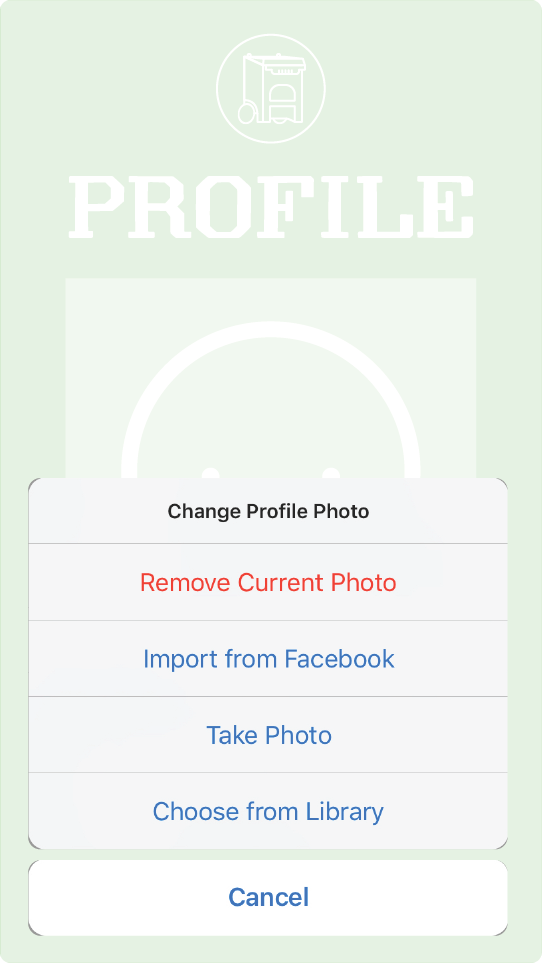 PROFILE
Change Profile Photo
Remove Current Photo
Import from Facebook
Take Photo
Choose from Library
Cancel